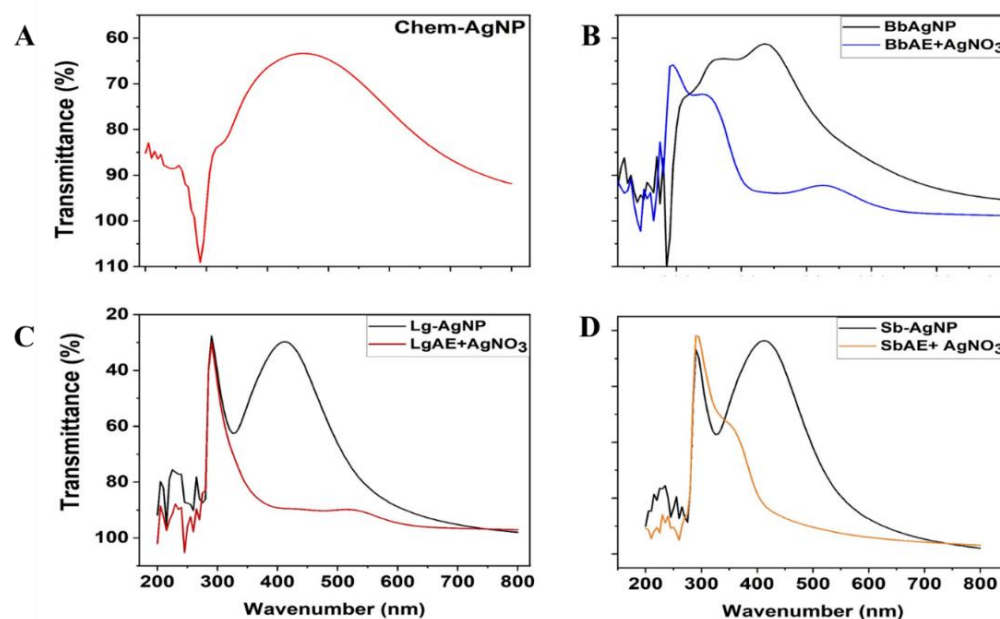 A
Chem-AgNP
Transmittance (%)
60
70
80
90
100
110
B
BbAgNP
BbAE+AgNO₃
C
Lg-AgNP
LgAE+AgNO₃
Transmittance (%)
20
40
60
80
100
200 300 400 500 600 700 800
Wavenumber (nm)
D
Sb-AgNP
SbAE+ AgNO₃
200 300 400 500 600 700 800
Wavenumber (nm)